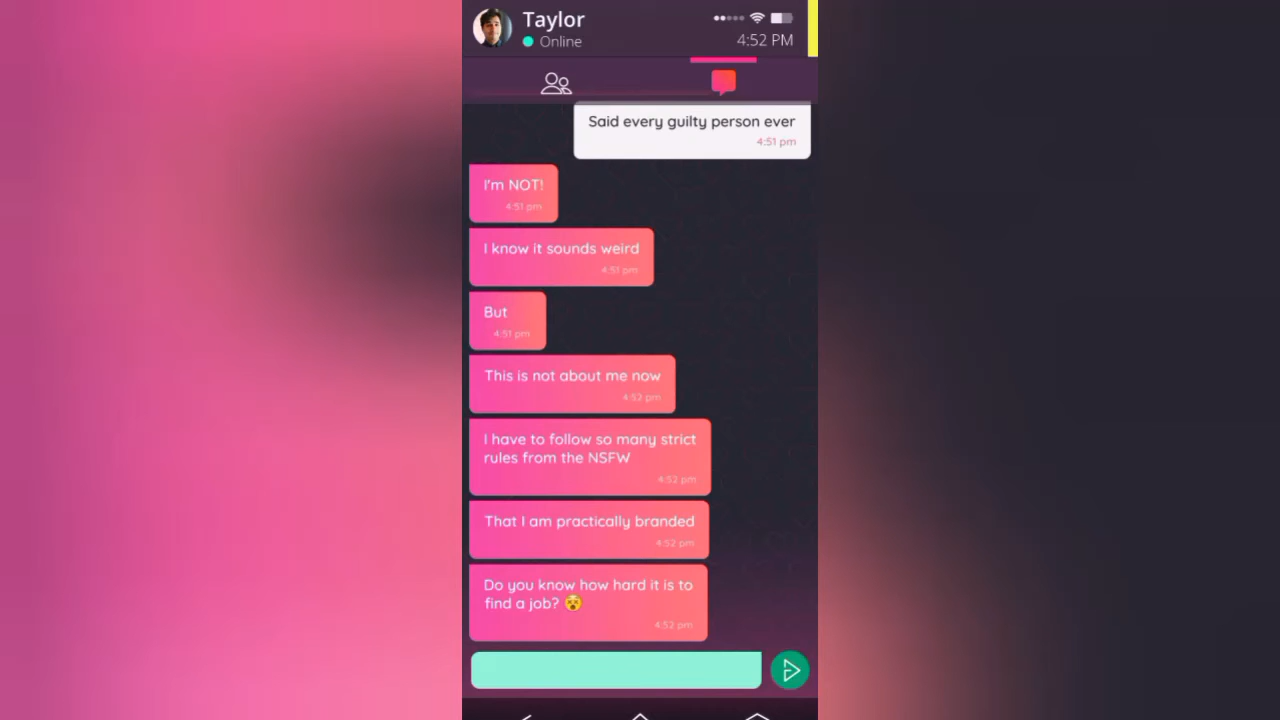 Taylor
Online
4:52 PM
Said every guilty person ever
4:51 pm
I'm NOT!
4:51 pm
I know it sounds weird
4:51 pm
But
4:51 pm
This is not about me now
4:52 pm
I have to follow so many strict
rules from the NSFW
4:52 pm
That I am practically branded
4:52 pm
Do you know how hard it is to
find a job? 😵
4:52 pm